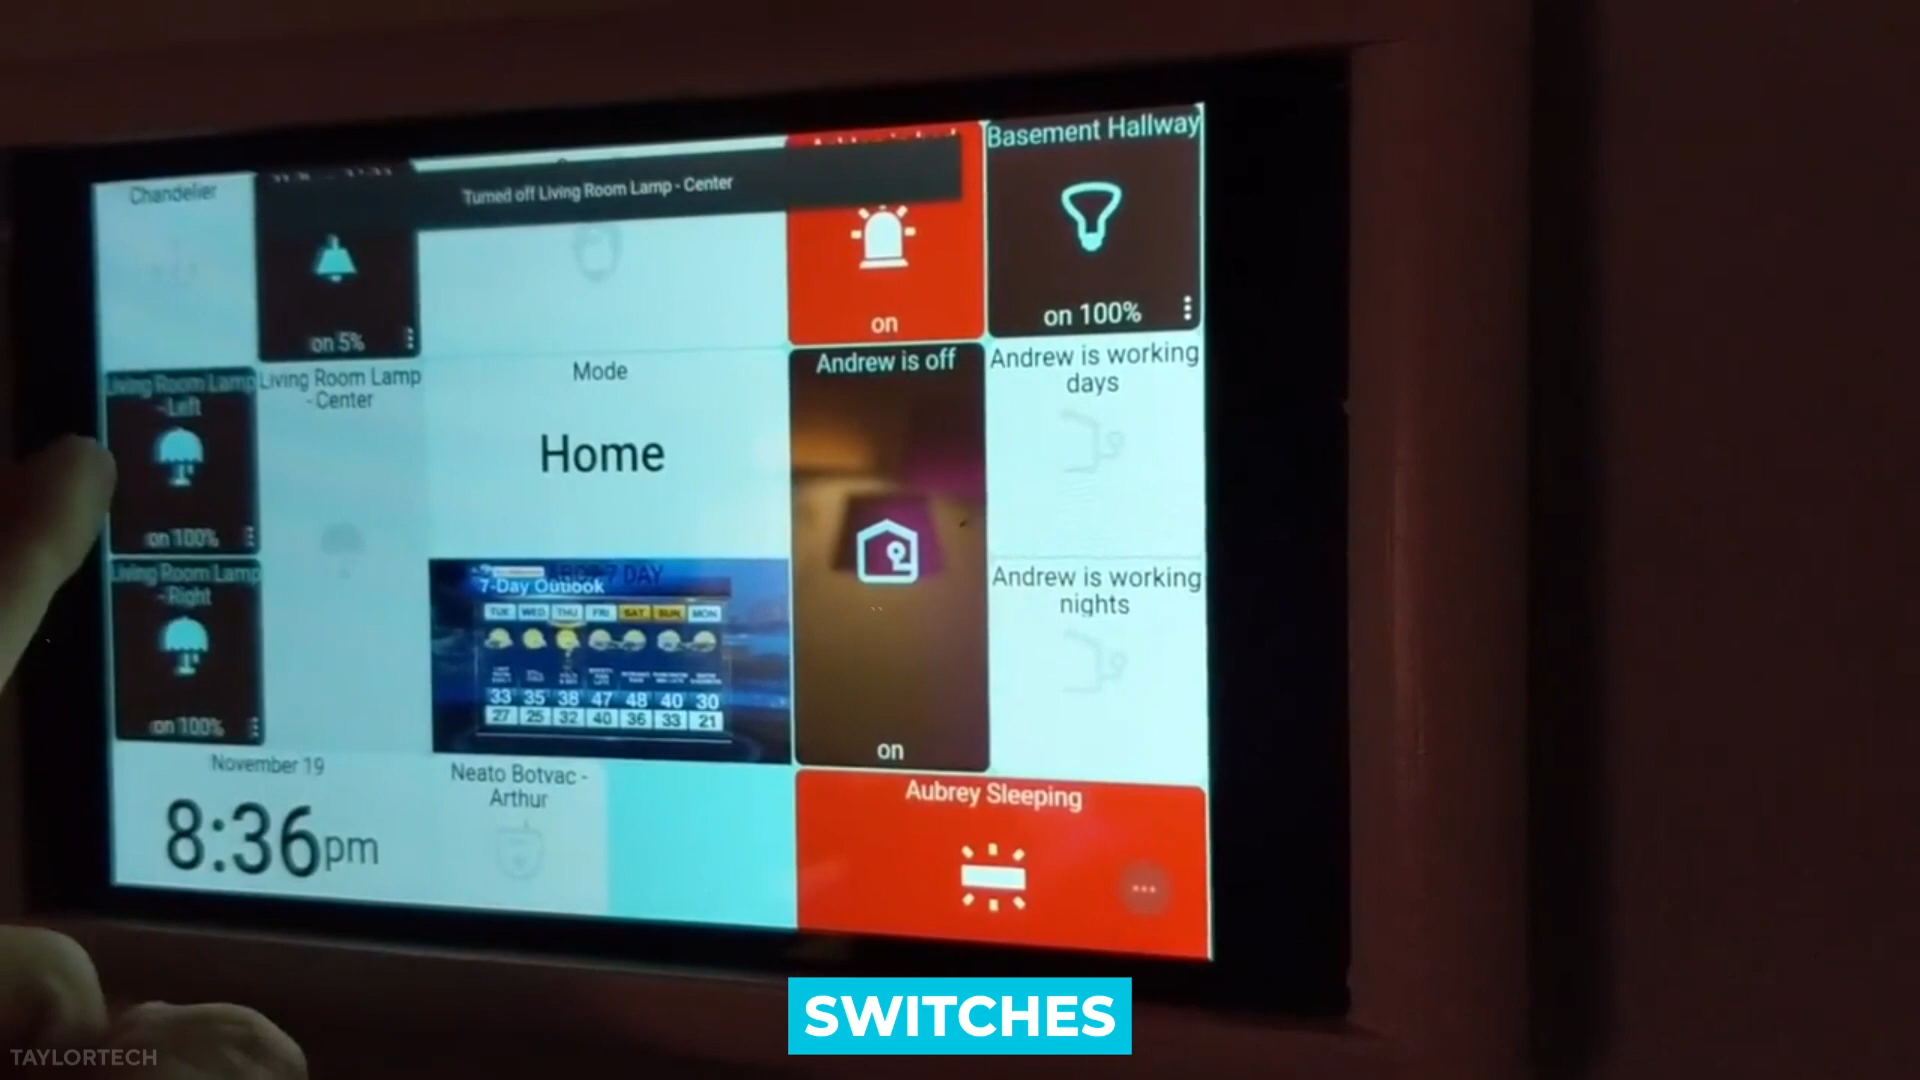 Chandelier
Turned off Living Room Lamp - Center
Basement Hallway
on 5%
on
on 100%
Living Room Lamp
- Left
on 100%
Living Room Lamp
- Center
Mode
Home
Andrew is off
on
Andrew is working
days
Andrew is working
nights
Living Room Lamp
- Right
on 100%
7 DAY
7-Day Outlook
TUE WED THU FRI SAT SUN MON
33 35 38 47 48 40 30
27 25 32 40 36 33 21
November 19
8:36pm
Neato Botvac -
Arthur
Aubrey Sleeping
SWITCHES
TAYLORTECH